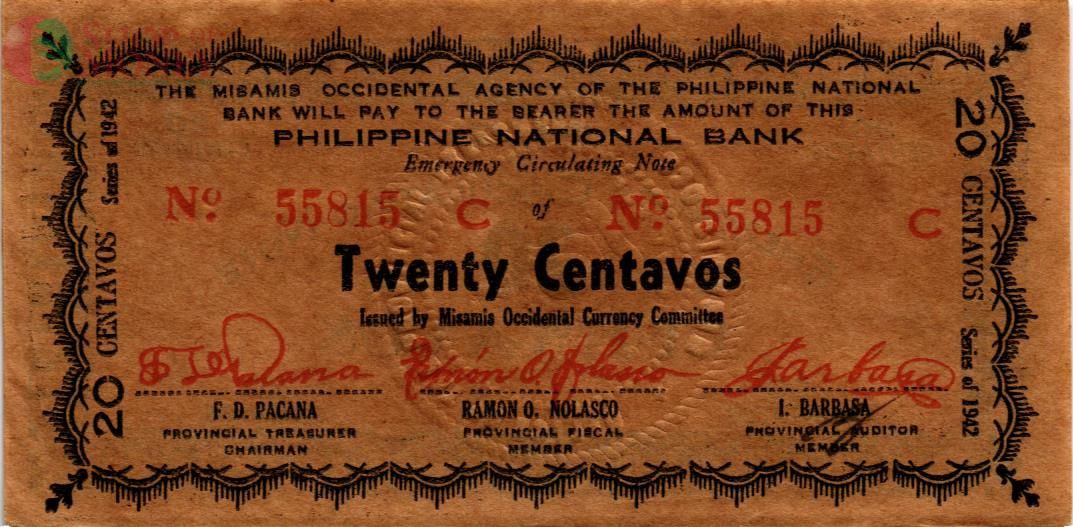 THE MISAMIS OCCIDENTAL AGENCY OF THE PHILIPPINE NATIONAL
BANK WILL PAY TO THE BEARER THE AMOUNT OF THIS
PHILIPPINE NATIONAL BANK
Emergency Circulating Note
Nº 55815 C of Nº 55815 C
Twenty Centavos
Issued by Misamis Occidental Currency Committee
F. D. PACANA
PROVINCIAL TREASURER
CHAIRMAN
RAMON O. NOLASCO
PROVINCIAL FISCAL
MEMBER
I. BARBASA
PROVINCIAL AUDITOR
MEMBER
20 CENTAVOS Series of 1942
20 CENTAVOS Series of 1942